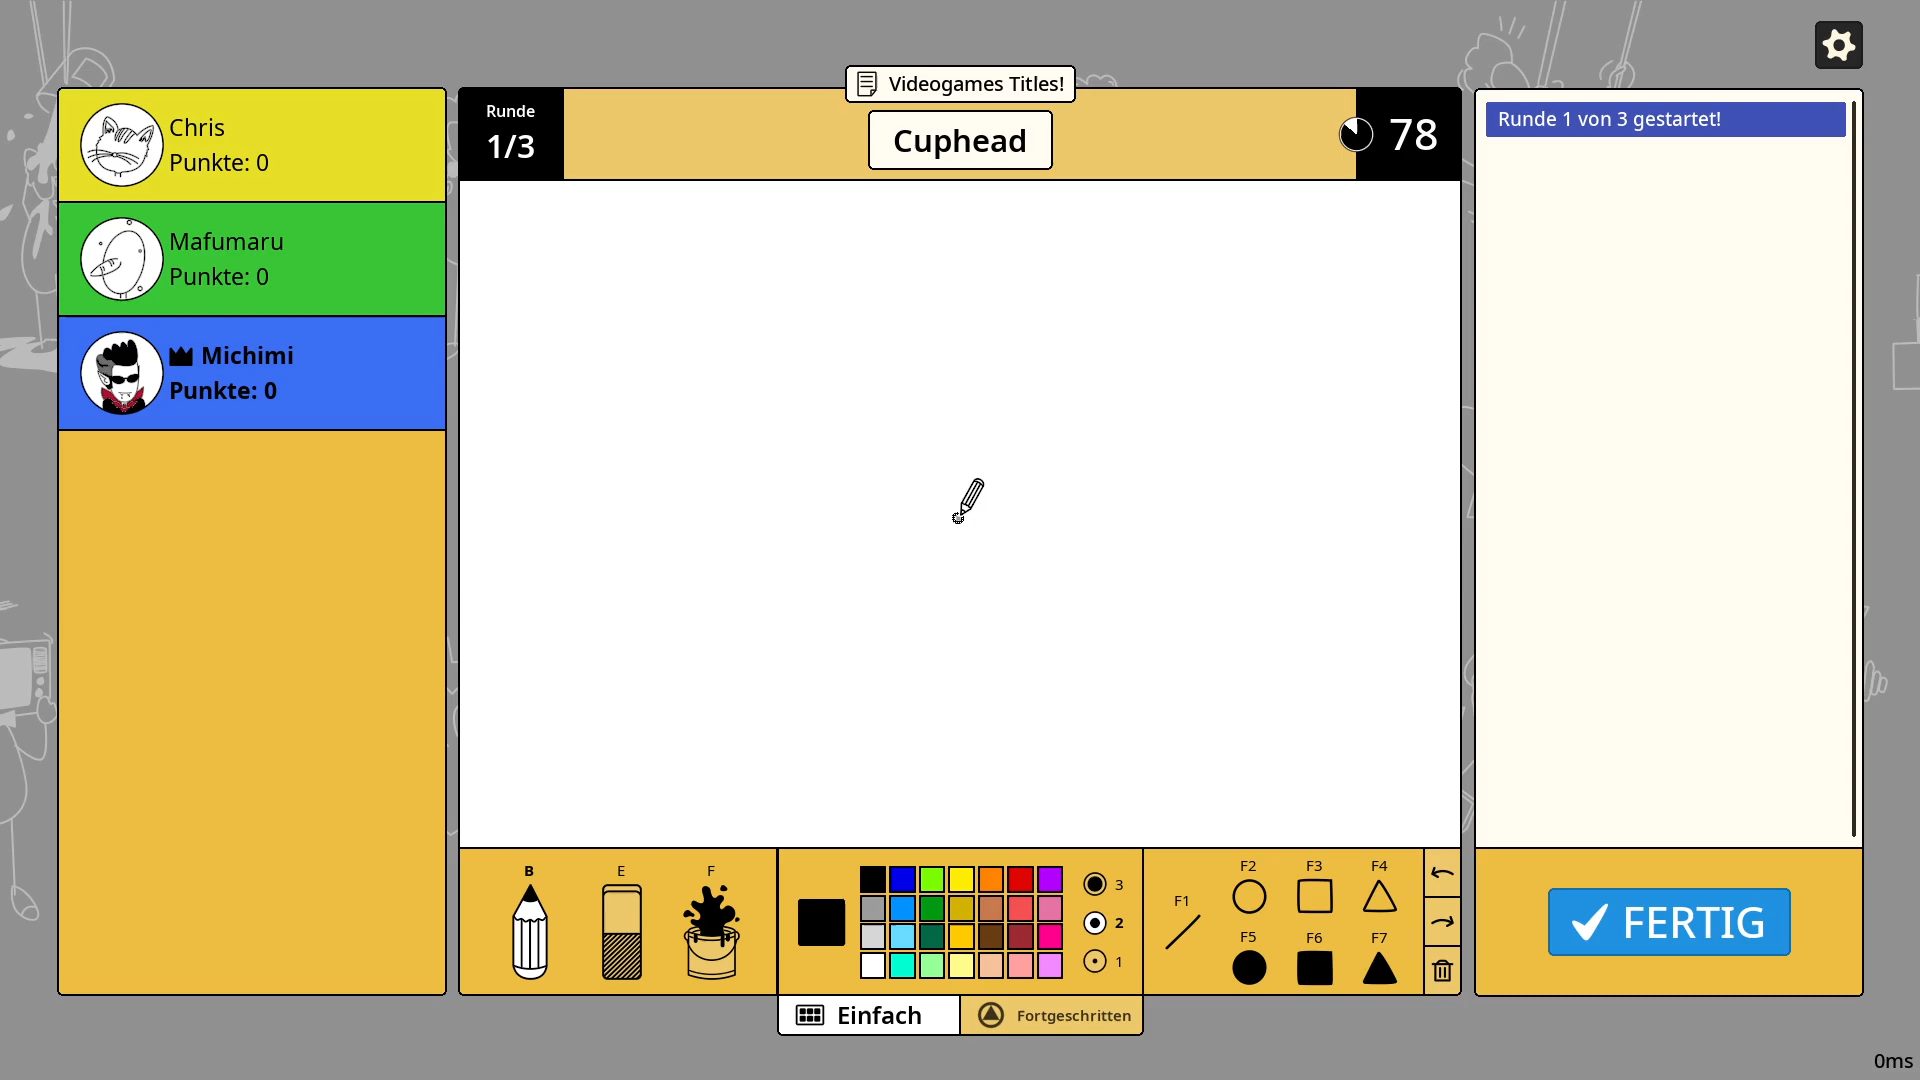 Videogames Titles!
Runde
1/3
Cuphead
78
Chris
Punkte: 0
Mafumaru
Punkte: 0
Michimi
Punkte: 0
Runde 1 von 3 gestartet!
B
E
F
3
2
1
F1
F2
F3
F4
F5
F6
F7
FERTIG
Einfach
Fortgeschritten
0ms